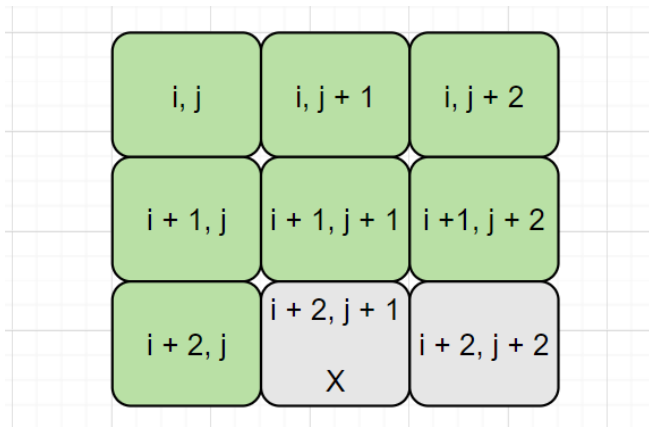 i, j
i, j + 1
i, j + 2
i + 1, j
i + 1, j + 1
i +1, j + 2
i + 2, j
i + 2, j + 1
X
i + 2, j + 2